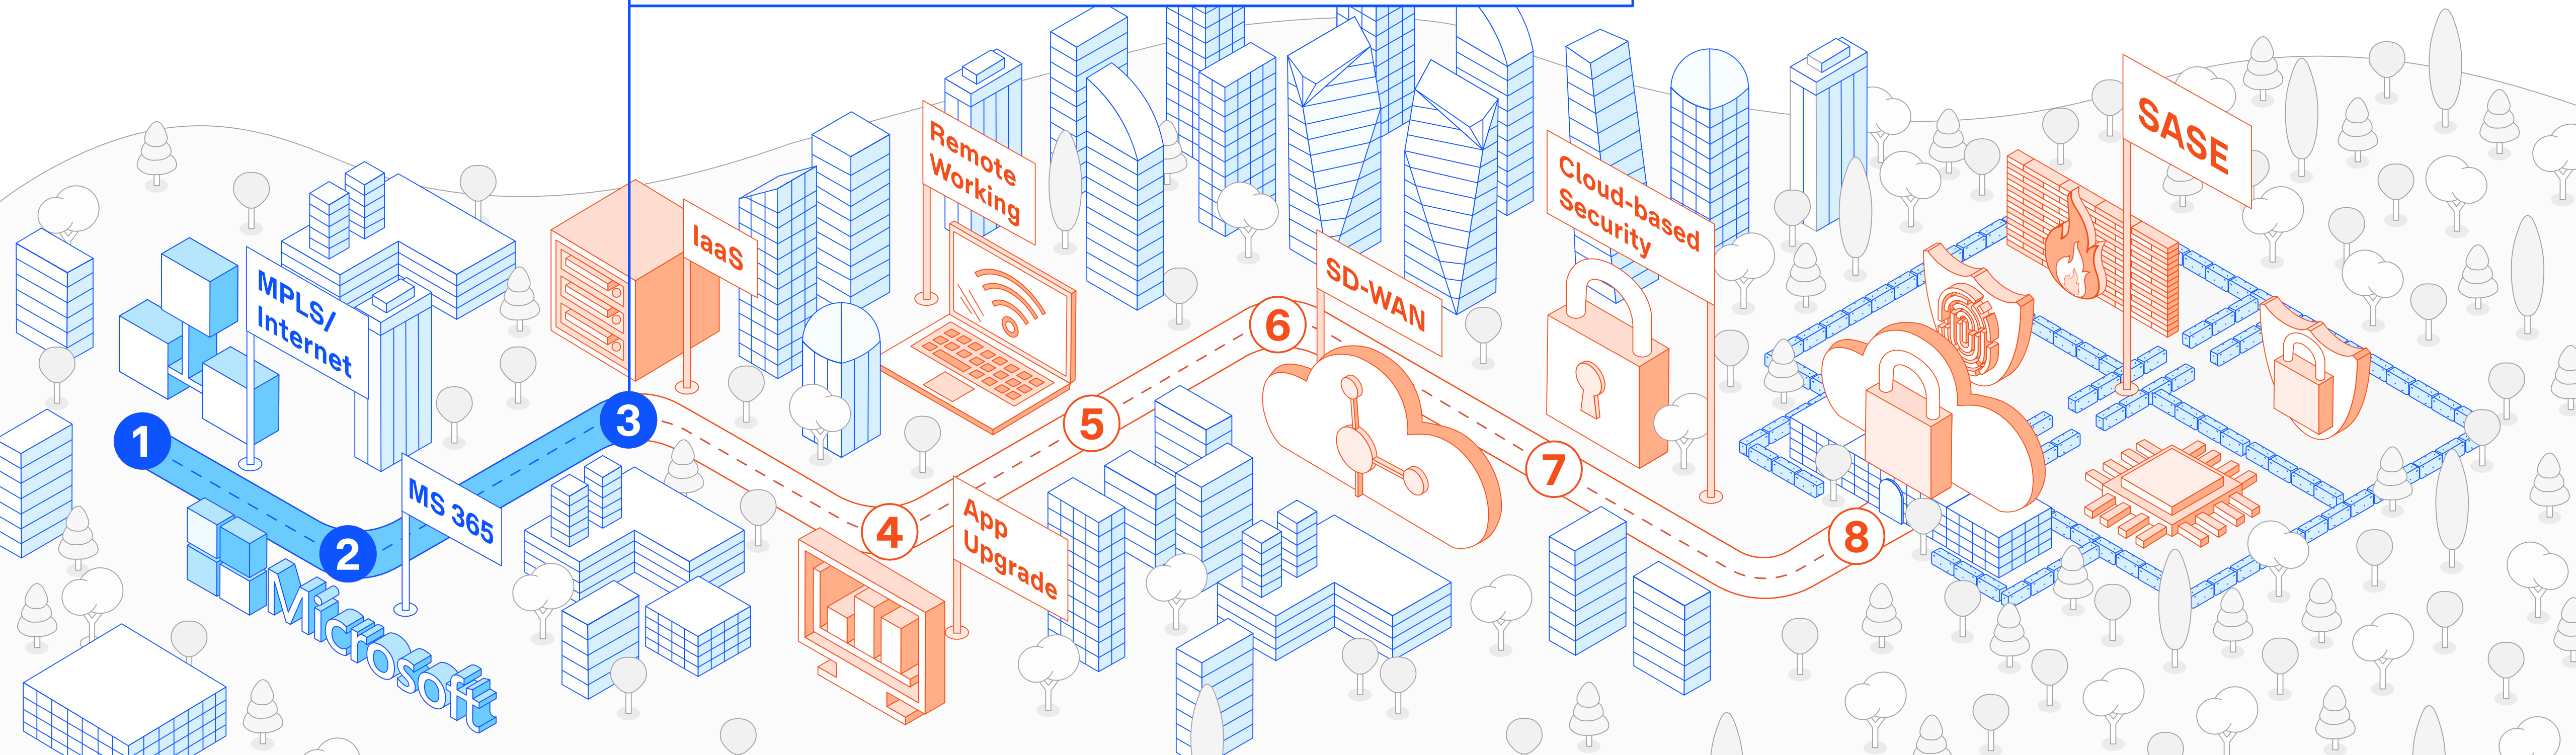 MPLS/
Internet
1
2
MS 365
Microsoft
3
IaaS
4
App
Upgrade
5
Remote
Working
6
SD-WAN
7
Cloud-based
Security
8
SASE